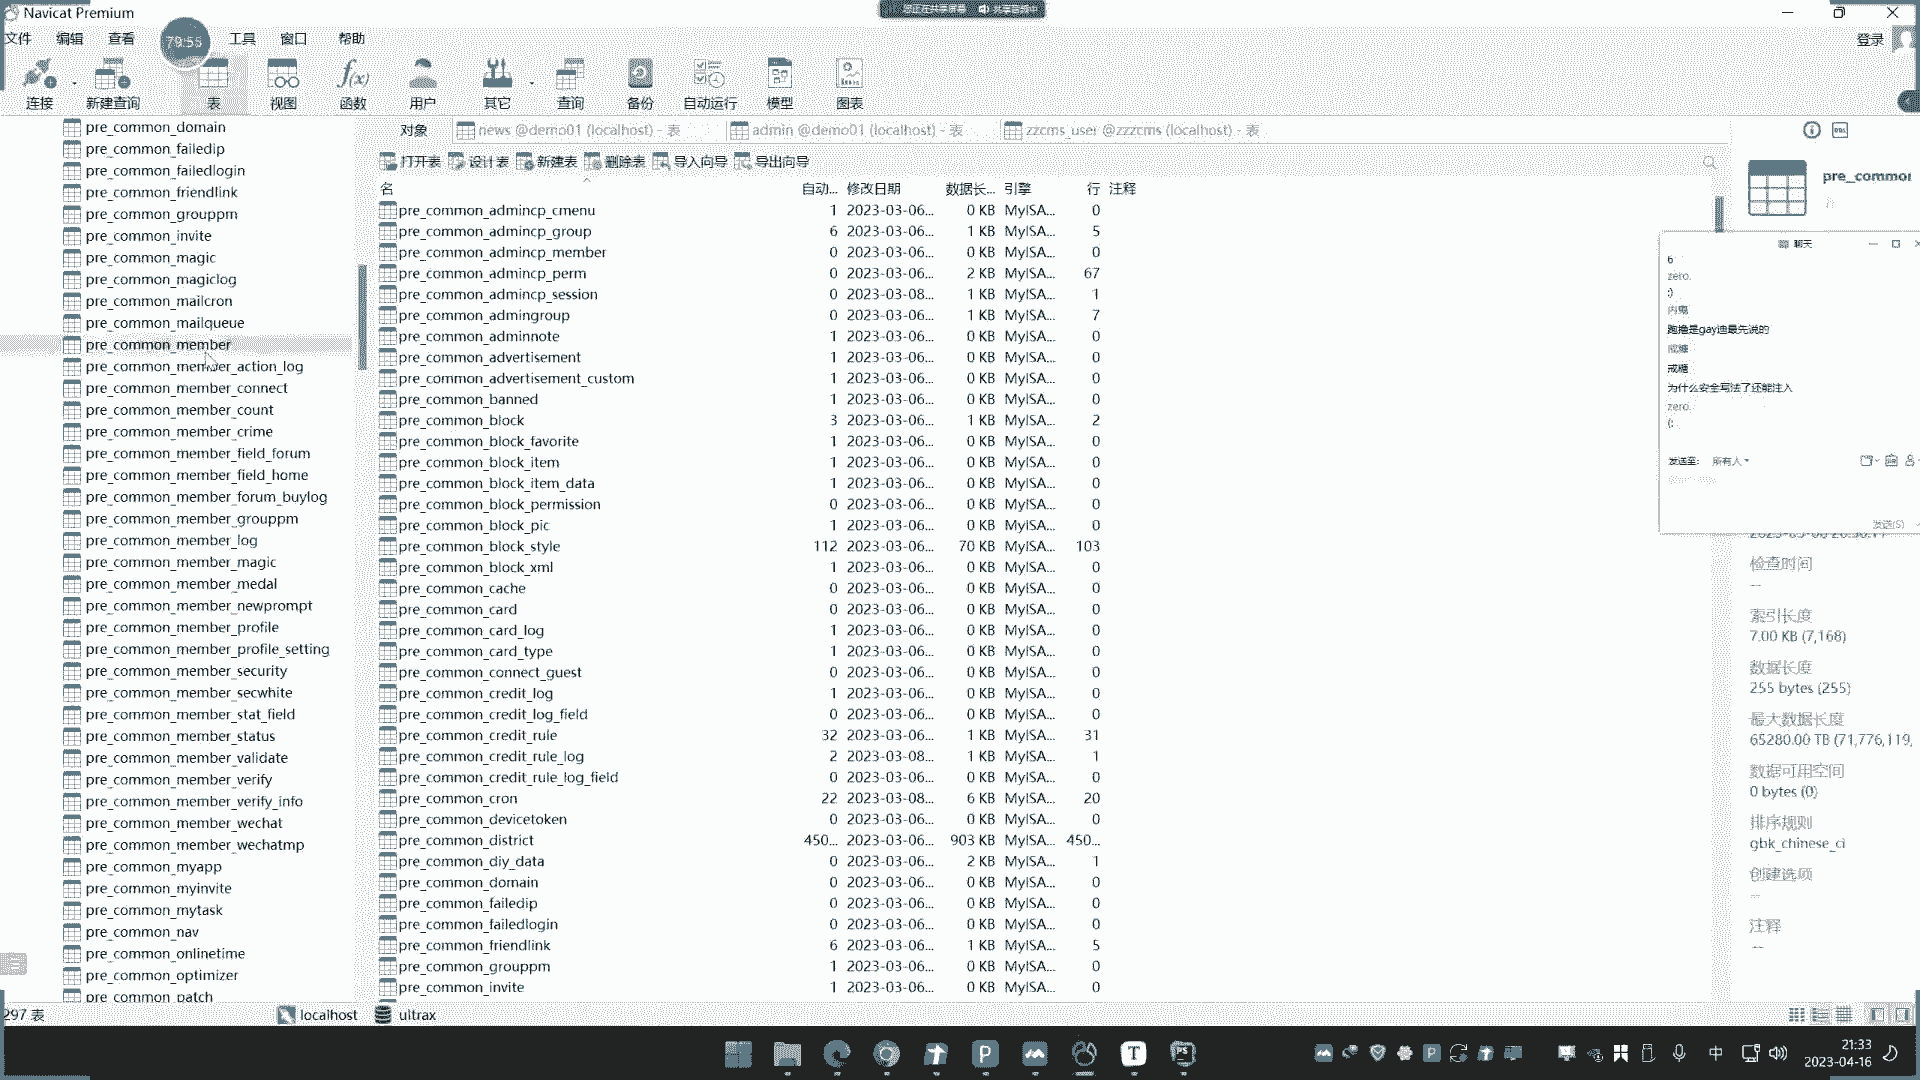 Navicat Premium
您正在共享屏幕 共享音频中
文件 编辑 查看 工具 窗口 帮助
79:55
登录
连接 新建查询 表 视图 函数 用户 其它 查询 备份 自动运行 模型 图表
对象 news @demo01 (localhost) - 表 admin @demo01 (localhost) - 表 zzcms_user @zzzcms (localhost) - 表
打开表 设计表 新建表 删除表 导入向导 导出向导
pre_common_domain
pre_common_failedip
pre_common_failedlogin
pre_common_friendlink
pre_common_grouppm
pre_common_invite
pre_common_magic
pre_common_magiclog
pre_common_mailcron
pre_common_mailqueue
pre_common_member
pre_common_member_action_log
pre_common_member_connect
pre_common_member_count
pre_common_member_crime
pre_common_member_field_forum
pre_common_member_field_home
pre_common_member_forum_buylog
pre_common_member_grouppm
pre_common_member_log
pre_common_member_magic
pre_common_member_medal
pre_common_member_newprompt
pre_common_member_profile
pre_common_member_profile_setting
pre_common_member_security
pre_common_member_secwhite
pre_common_member_stat_field
pre_common_member_status
pre_common_member_validate
pre_common_member_verify
pre_common_member_verify_info
pre_common_member_wechat
pre_common_member_wechatmp
pre_common_myapp
pre_common_myinvite
pre_common_mytask
pre_common_nav
pre_common_onlinetime
pre_common_optimizer
pre_common_patch
名 自动... 修改日期 数据长... 引擎 行 注释
pre_common_admincp_cmenu 1 2023-03-06... 0 KB MyISA... 0
pre_common_admincp_group 6 2023-03-06... 1 KB MyISA... 5
pre_common_admincp_member 0 2023-03-06... 0 KB MyISA... 0
pre_common_admincp_perm 0 2023-03-06... 2 KB MyISA... 67
pre_common_admincp_session 0 2023-03-08... 1 KB MyISA... 1
pre_common_admingroup 0 2023-03-06... 1 KB MyISA... 7
pre_common_adminnote 1 2023-03-06... 0 KB MyISA... 0
pre_common_advertisement 1 2023-03-06... 0 KB MyISA... 0
pre_common_advertisement_custom 1 2023-03-06... 0 KB MyISA... 0
pre_common_banned 1 2023-03-06... 0 KB MyISA... 0
pre_common_block 3 2023-03-06... 1 KB MyISA... 2
pre_common_block_favorite 1 2023-03-06... 0 KB MyISA... 0
pre_common_block_item 1 2023-03-06... 0 KB MyISA... 0
pre_common_block_item_data 1 2023-03-06... 0 KB MyISA... 0
pre_common_block_permission 0 2023-03-06... 0 KB MyISA... 0
pre_common_block_pic 1 2023-03-06... 0 KB MyISA... 0
pre_common_block_style 112 2023-03-06... 70 KB MyISA... 103
pre_common_block_xml 1 2023-03-06... 0 KB MyISA... 0
pre_common_cache 0 2023-03-06... 0 KB MyISA... 0
pre_common_card 0 2023-03-06... 0 KB MyISA... 0
pre_common_card_log 1 2023-03-06... 0 KB MyISA... 0
pre_common_card_type 1 2023-03-06... 0 KB MyISA... 0
pre_common_connect_guest 0 2023-03-06... 0 KB MyISA... 0
pre_common_credit_log 1 2023-03-06... 0 KB MyISA... 0
pre_common_credit_log_field 0 2023-03-06... 0 KB MyISA... 0
pre_common_credit_rule 32 2023-03-06... 1 KB MyISA... 31
pre_common_credit_rule_log 2 2023-03-08... 1 KB MyISA... 1
pre_common_credit_rule_log_field 0 2023-03-06... 0 KB MyISA... 0
pre_common_cron 22 2023-03-08... 6 KB MyISA... 20
pre_common_devicetoken 0 2023-03-06... 0 KB MyISA... 0
pre_common_district 450... 2023-03-06... 903 KB MyISA... 450...
pre_common_diy_data 0 2023-03-06... 2 KB MyISA... 1
pre_common_domain 0 2023-03-06... 0 KB MyISA... 0
pre_common_failedip 0 2023-03-06... 0 KB MyISA... 0
pre_common_failedlogin 0 2023-03-06... 0 KB MyISA... 0
pre_common_friendlink 6 2023-03-06... 1 KB MyISA... 5
pre_common_grouppm 1 2023-03-06... 0 KB MyISA... 0
pre_common_invite 1 2023-03-06... 0 KB MyISA... 0
pre_common
聊天
6
zero.
:)
内鬼
跑撸是gay迪最先说的
戒糖
戒糖
为什么安全写法了还能注入
zero.
(:
发送至: 所有人
发送(S)
检查时间
--
索引长度
7.00 KB (7,168)
数据长度
255 bytes (255)
最大数据长度
65280.00 TB (71,776,119,
数据可用空间
0 bytes (0)
排序规则
gbk_chinese_ci
创建选项
--
注释
--
297 表 localhost ultrax
中
21:33
2023-04-16